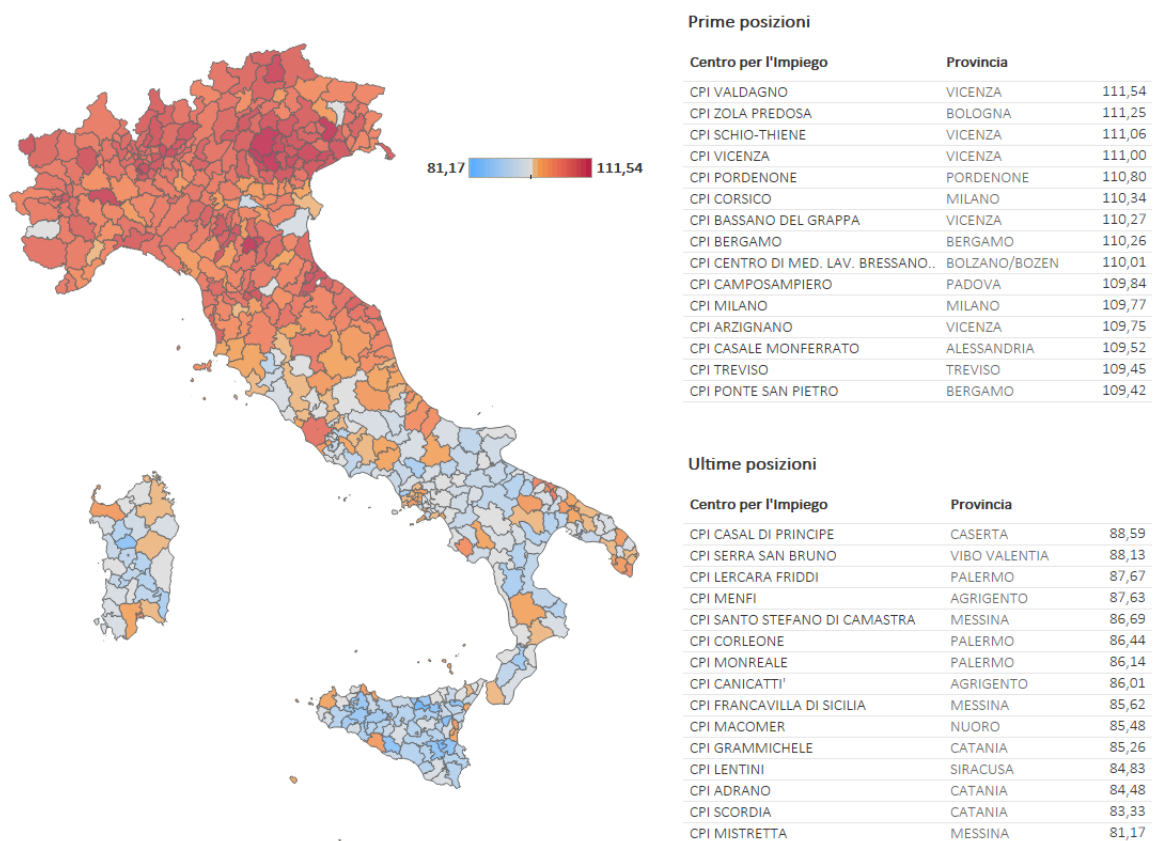 Prime posizioni
Centro per l'Impiego Provincia
CPI VALDAGNO VICENZA 111,54
CPI ZOLA PREDOSA BOLOGNA 111,25
CPI SCHIO-THIENE VICENZA 111,06
CPI VICENZA VICENZA 111,00
CPI PORDENONE PORDENONE 110,80
CPI CORSICO MILANO 110,34
CPI BASSANO DEL GRAPPA VICENZA 110,27
CPI BERGAMO BERGAMO 110,26
CPI CENTRO DI MED. LAV. BRESSANO.. BOLZANO/BOZEN 110,01
CPI CAMPOSAMPIERO PADOVA 109,84
CPI MILANO MILANO 109,77
CPI ARZIGNANO VICENZA 109,75
CPI CASALE MONFERRATO ALESSANDRIA 109,52
CPI TREVISO TREVISO 109,45
CPI PONTE SAN PIETRO BERGAMO 109,42
81,17 111,54
Ultime posizioni
Centro per l'Impiego Provincia
CPI CASAL DI PRINCIPE CASERTA 88,59
CPI SERRA SAN BRUNO VIBO VALENTIA 88,13
CPI LERCARA FRIDDI PALERMO 87,67
CPI MENFI AGRIGENTO 87,63
CPI SANTO STEFANO DI CAMASTRA MESSINA 86,69
CPI CORLEONE PALERMO 86,44
CPI MONREALE PALERMO 86,14
CPI CANICATTI' AGRIGENTO 86,01
CPI FRANCAVILLA DI SICILIA MESSINA 85,62
CPI MACOMER NUORO 85,48
CPI GRAMMICHELE CATANIA 85,26
CPI LENTINI SIRACUSA 84,83
CPI ADRANO CATANIA 84,48
CPI SCORDIA CATANIA 83,33
CPI MISTRETTA MESSINA 81,17